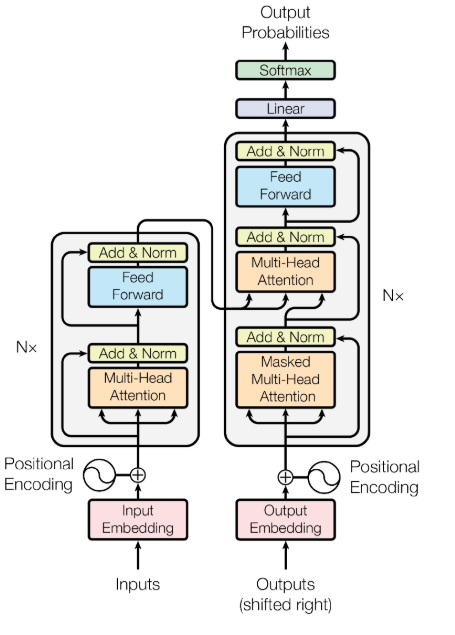 Output
Probabilities
Softmax
Linear
Add & Norm
Feed
Forward
Add & Norm
Multi-Head
Attention
Add & Norm
Masked
Multi-Head
Attention
Nx
Add & Norm
Feed
Forward
Add & Norm
Multi-Head
Attention
Nx
Positional
Encoding
Positional
Encoding
Input
Embedding
Output
Embedding
Inputs
Outputs
(shifted right)